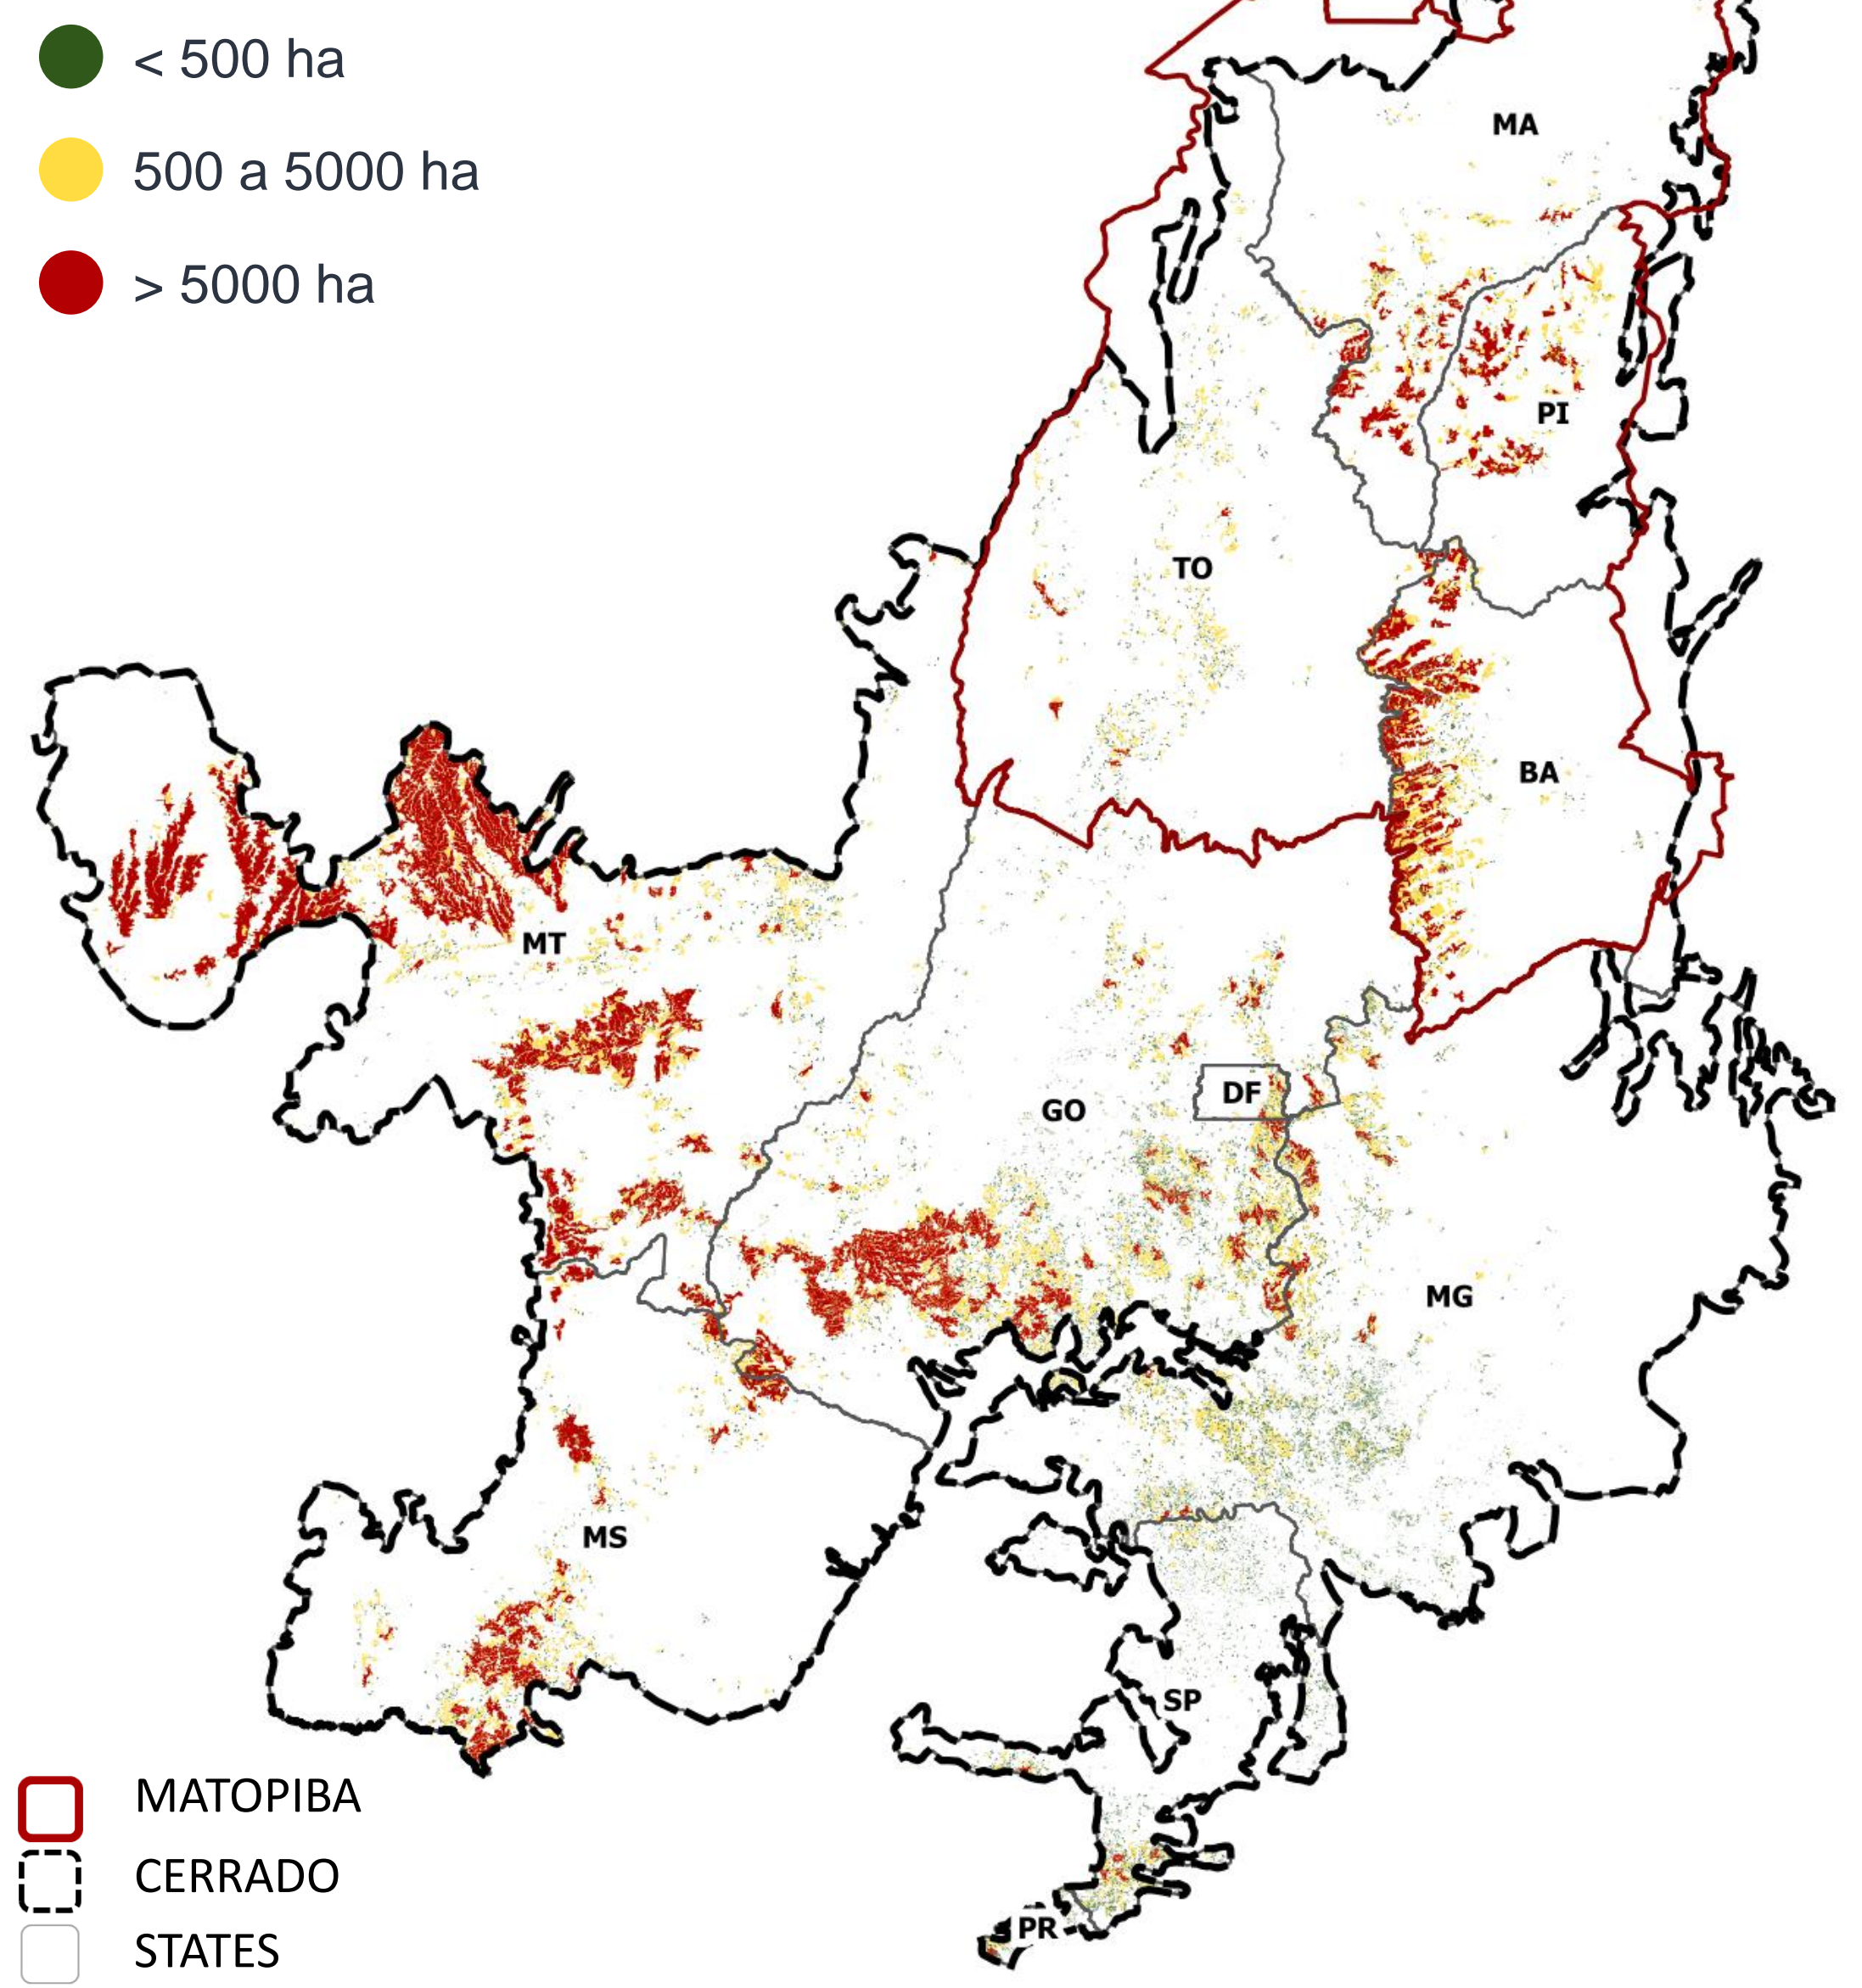 < 500 ha
500 a 5000 ha
> 5000 ha
MA
PI
TO
BA
MT
DF
GO
MG
MS
SP
PR
MATOPIBA
CERRADO
STATES